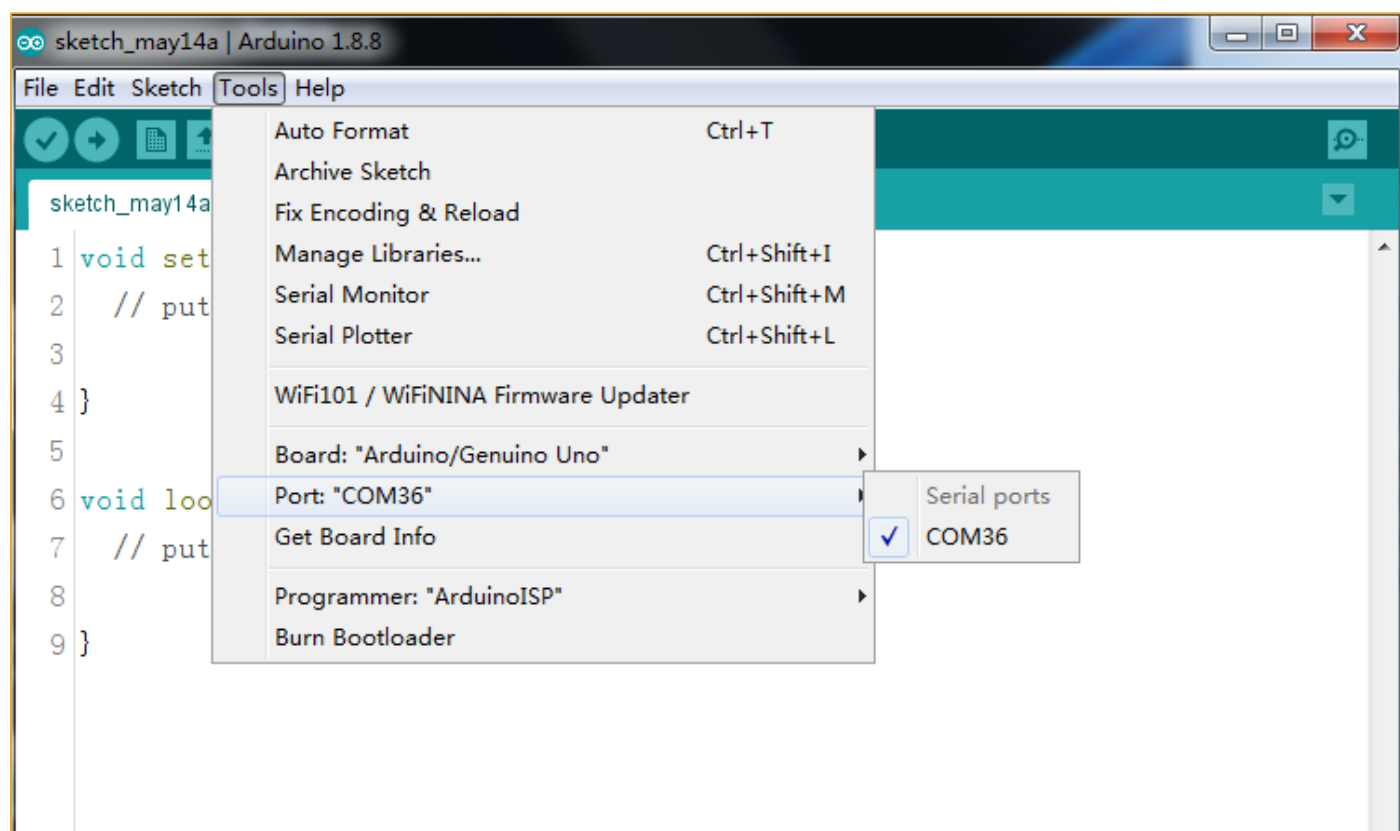 sketch_may14a | Arduino 1.8.8
File Edit Sketch Tools Help
Auto Format Ctrl+T
Archive Sketch
sketch_may14a
Fix Encoding & Reload
1 void set
Manage Libraries... Ctrl+Shift+I
2 // put
Serial Monitor Ctrl+Shift+M
Serial Plotter Ctrl+Shift+L
3
4 }
WiFi101 / WiFiNINA Firmware Updater
5
Board: "Arduino/Genuino Uno"
6 void loo
Port: "COM36"
Serial ports
7 // put
Get Board Info
COM36
8
Programmer: "ArduinoISP"
9 }
Burn Bootloader